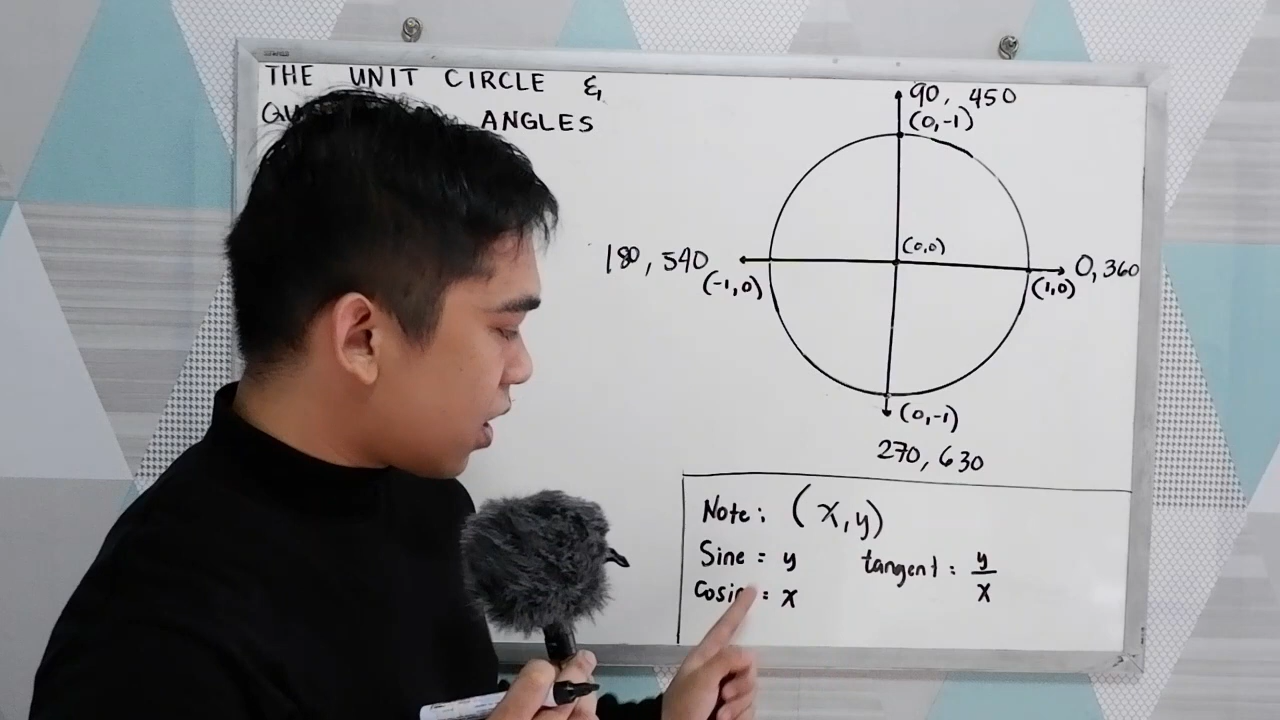 THE UNIT CIRCLE &
ANGLES
90, 450
(0,-1)
(0,0)
180, 540
(-1,0)
0, 360
(1,0)
(0,-1)
270, 630
Note: (x,y)
Sine = y
tangent = y/x
= x